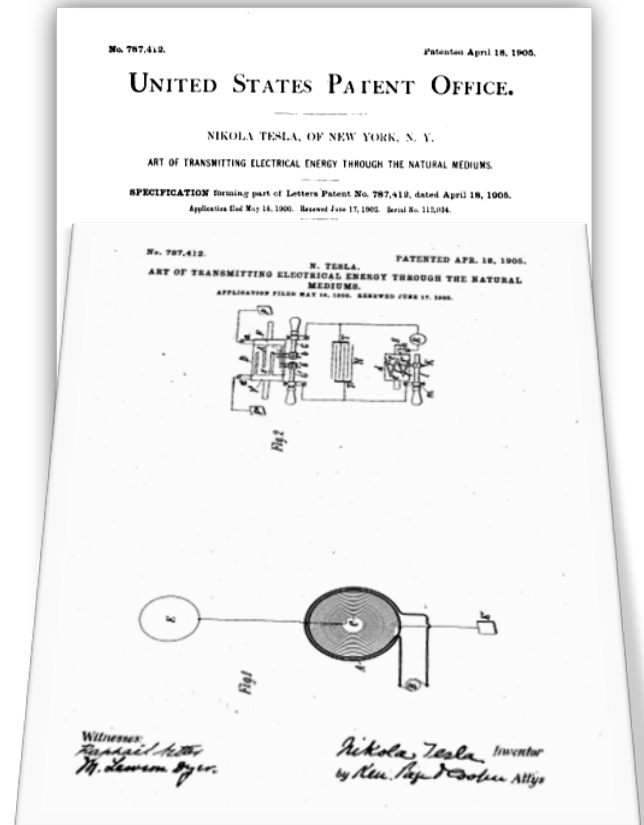 No. 787,412. Patented April 18, 1905.
UNITED STATES PATENT OFFICE.
NIKOLA TESLA, OF NEW YORK, N. Y.
ART OF TRANSMITTING ELECTRICAL ENERGY THROUGH THE NATURAL MEDIUMS.
SPECIFICATION forming part of Letters Patent No. 787,412, dated April 18, 1905.
Application filed May 16, 1900. Renewed June 17, 1902. Serial No. 112,034.
No. 787,412. PATENTED APR. 18, 1905.
N. TESLA.
ART OF TRANSMITTING ELECTRICAL ENERGY THROUGH THE NATURAL
MEDIUMS.
APPLICATION FILED MAY 16, 1900. RENEWED JUNE 17, 1902.
Fig. 2
E
C
E'
A
Fig. 1
Witnesses:
M. Lawson Dyer.
Nikola Tesla Inventor
by Attys